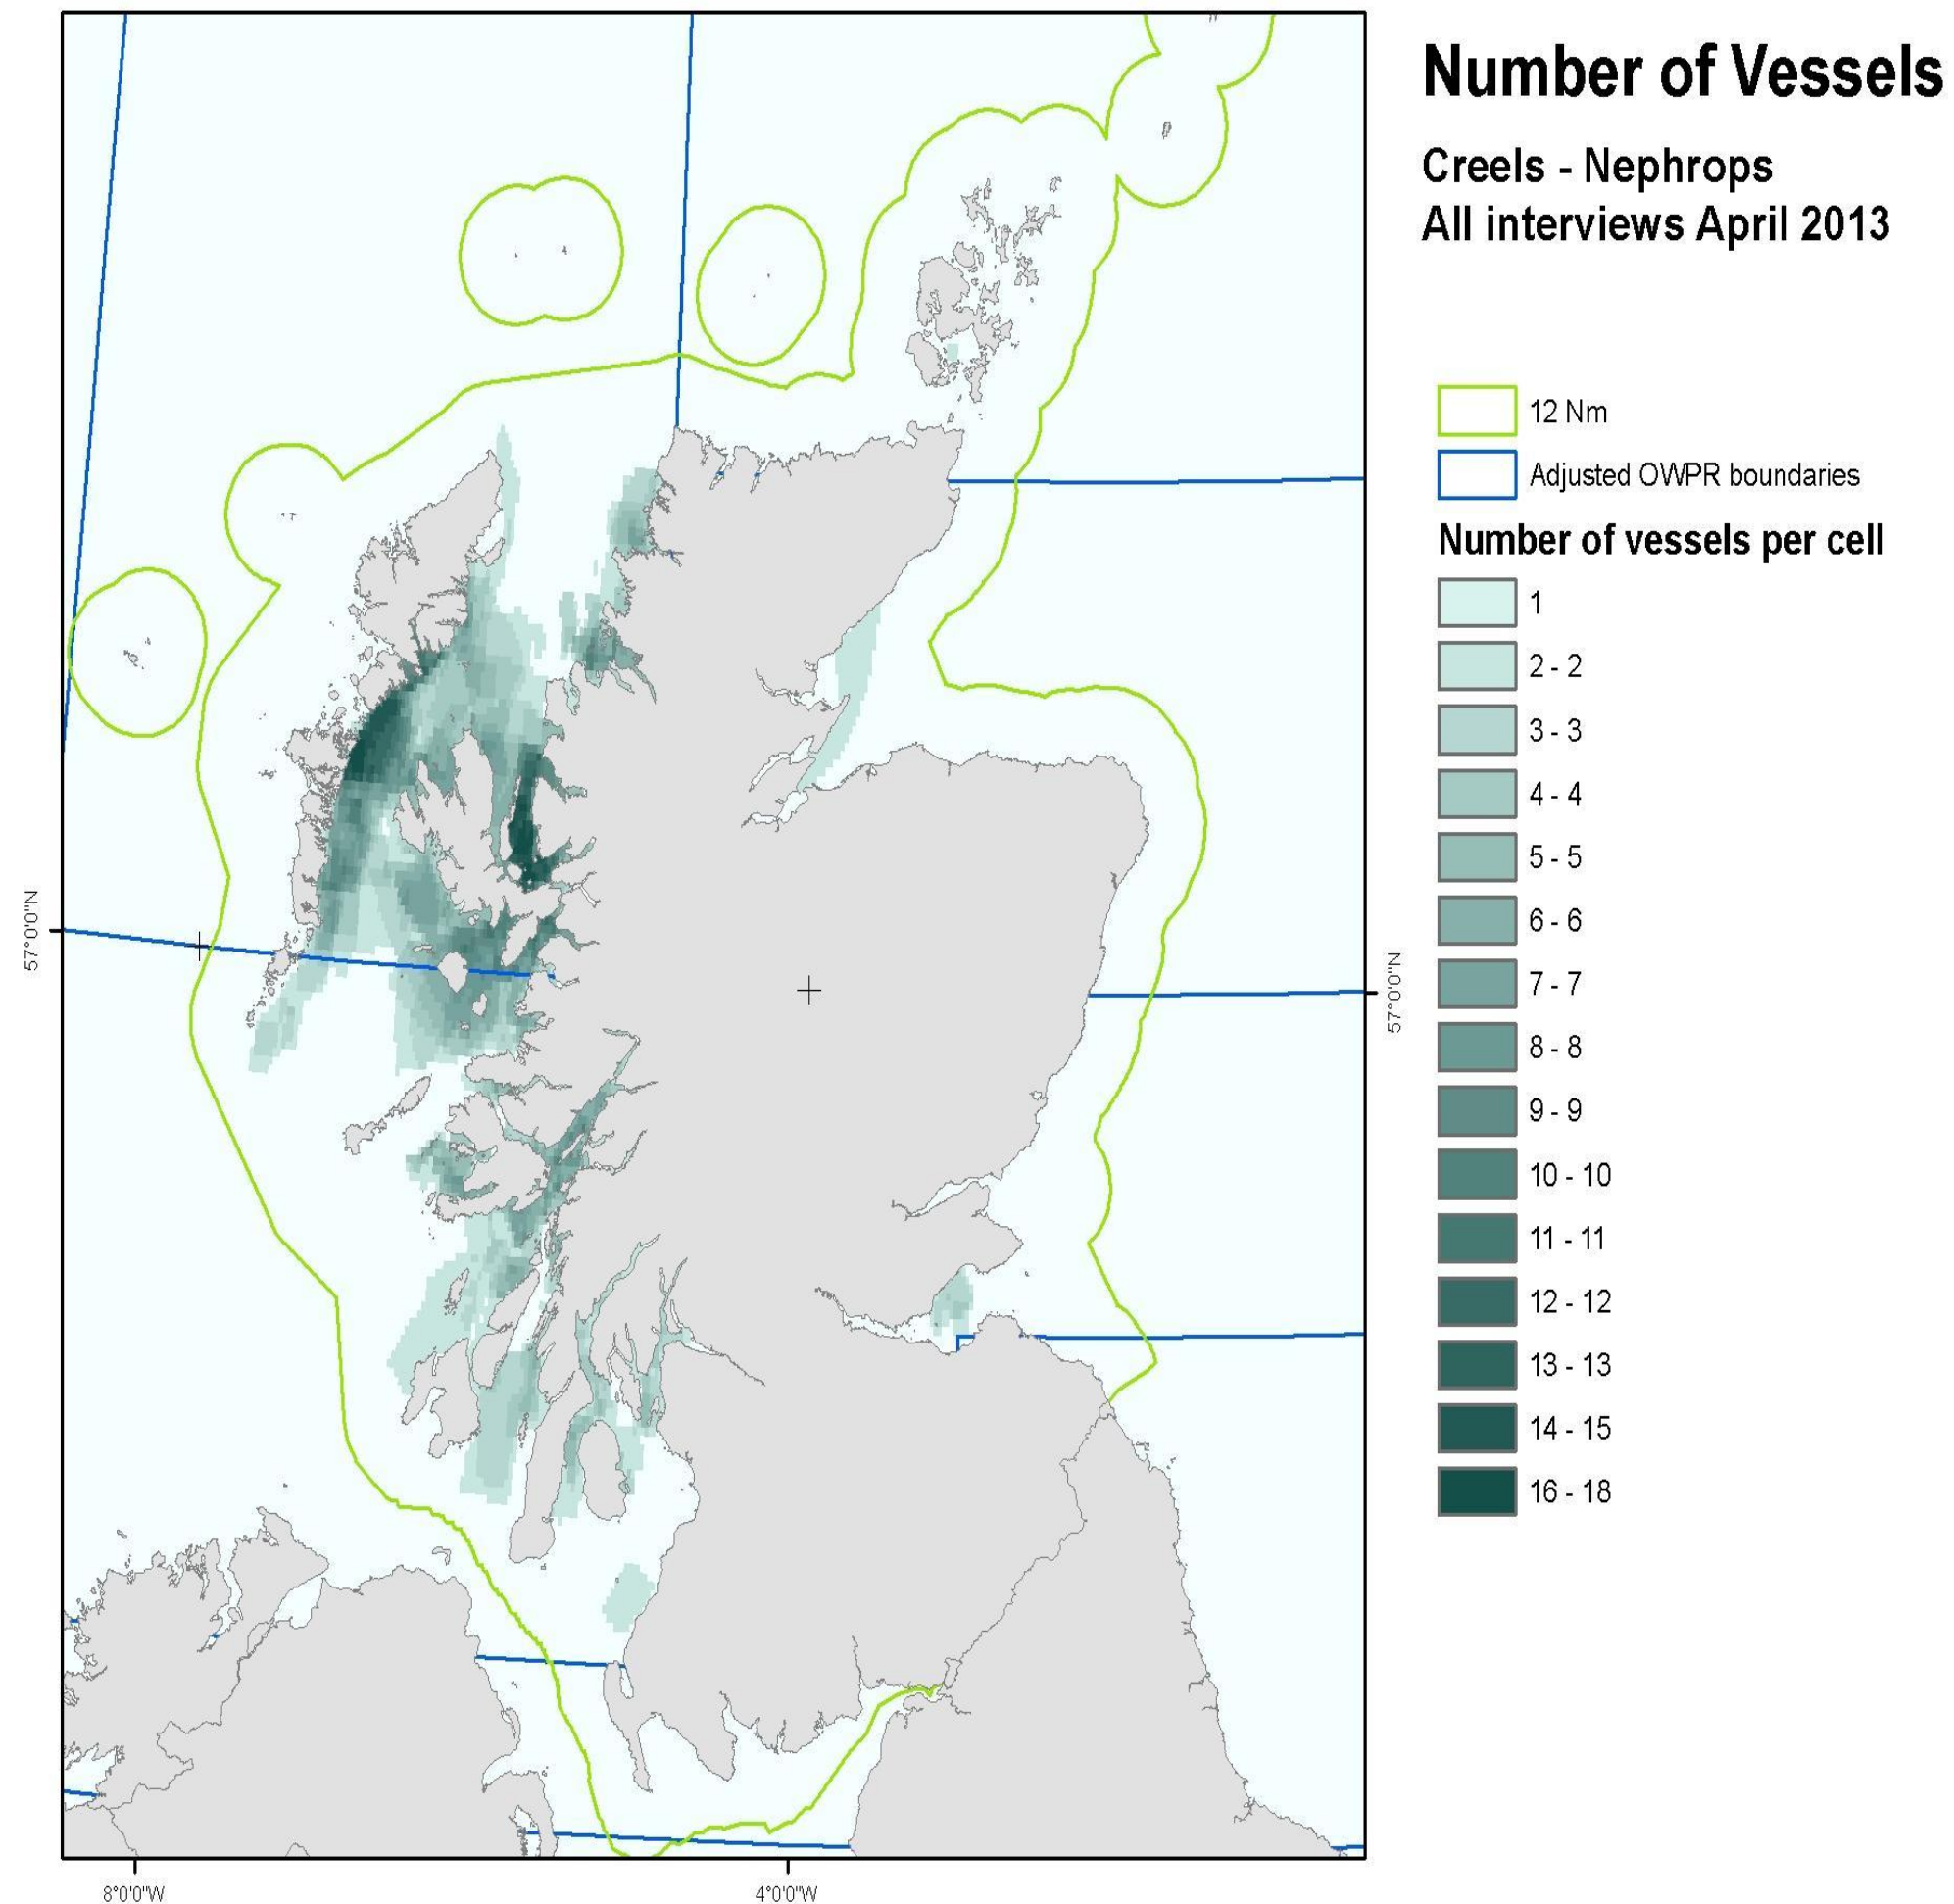 Number of Vessels
Creels - Nephrops
All interviews April 2013
12 Nm
Adjusted OWPR boundaries
Number of vessels per cell
1
2 - 2
3 - 3
4 - 4
5 - 5
6 - 6
7 - 7
8 - 8
9 - 9
10 - 10
11 - 11
12 - 12
13 - 13
14 - 15
16 - 18
57°0'0"N
57°0'0"N
8°0'0"W
4°0'0"W